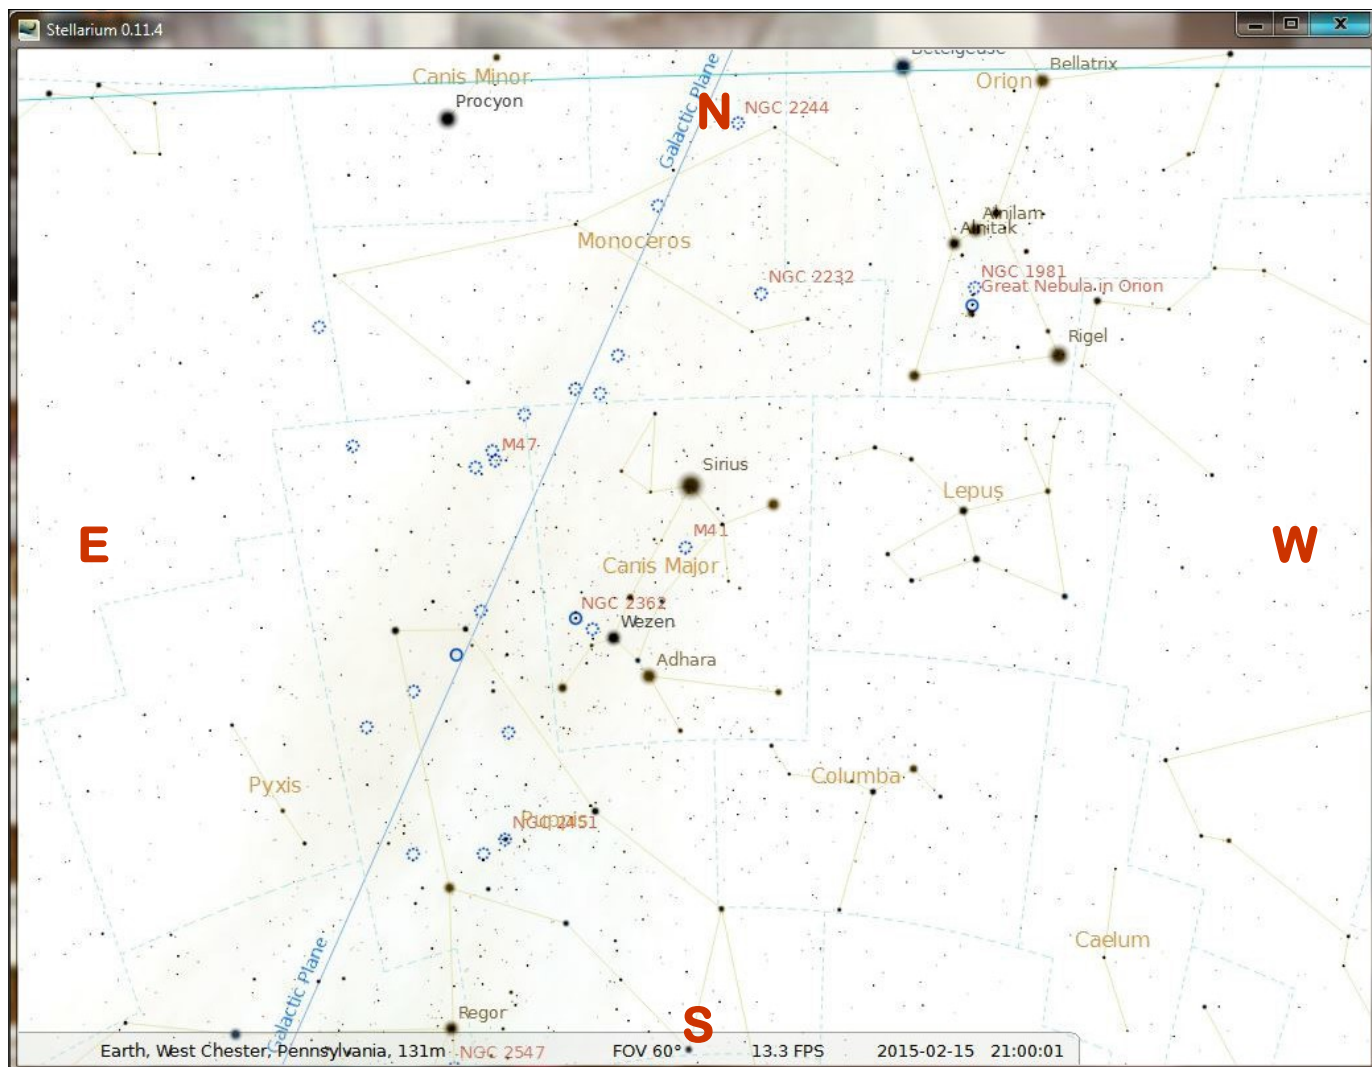 Stellarium 0.11.4
Betelgeuse
Canis Minor
Bellatrix
Orion
Procyon
Galactic Plane
N
NGC 2244
Alnilam
Alnitak
Monoceros
NGC 2232
NGC 1981
Great Nebula in Orion
Rigel
M47
Sirius
Lepus
E
M41
W
Canis Major
NGC 2362
Wezen
Adhara
Pyxis
Columba
Puppis
NGC 2451
Caelum
Galactic Plane
Regor
S
Earth, West Chester, Pennsylvania, 131m
NGC 2547
FOV 60°
13.3 FPS
2015-02-15 21:00:01